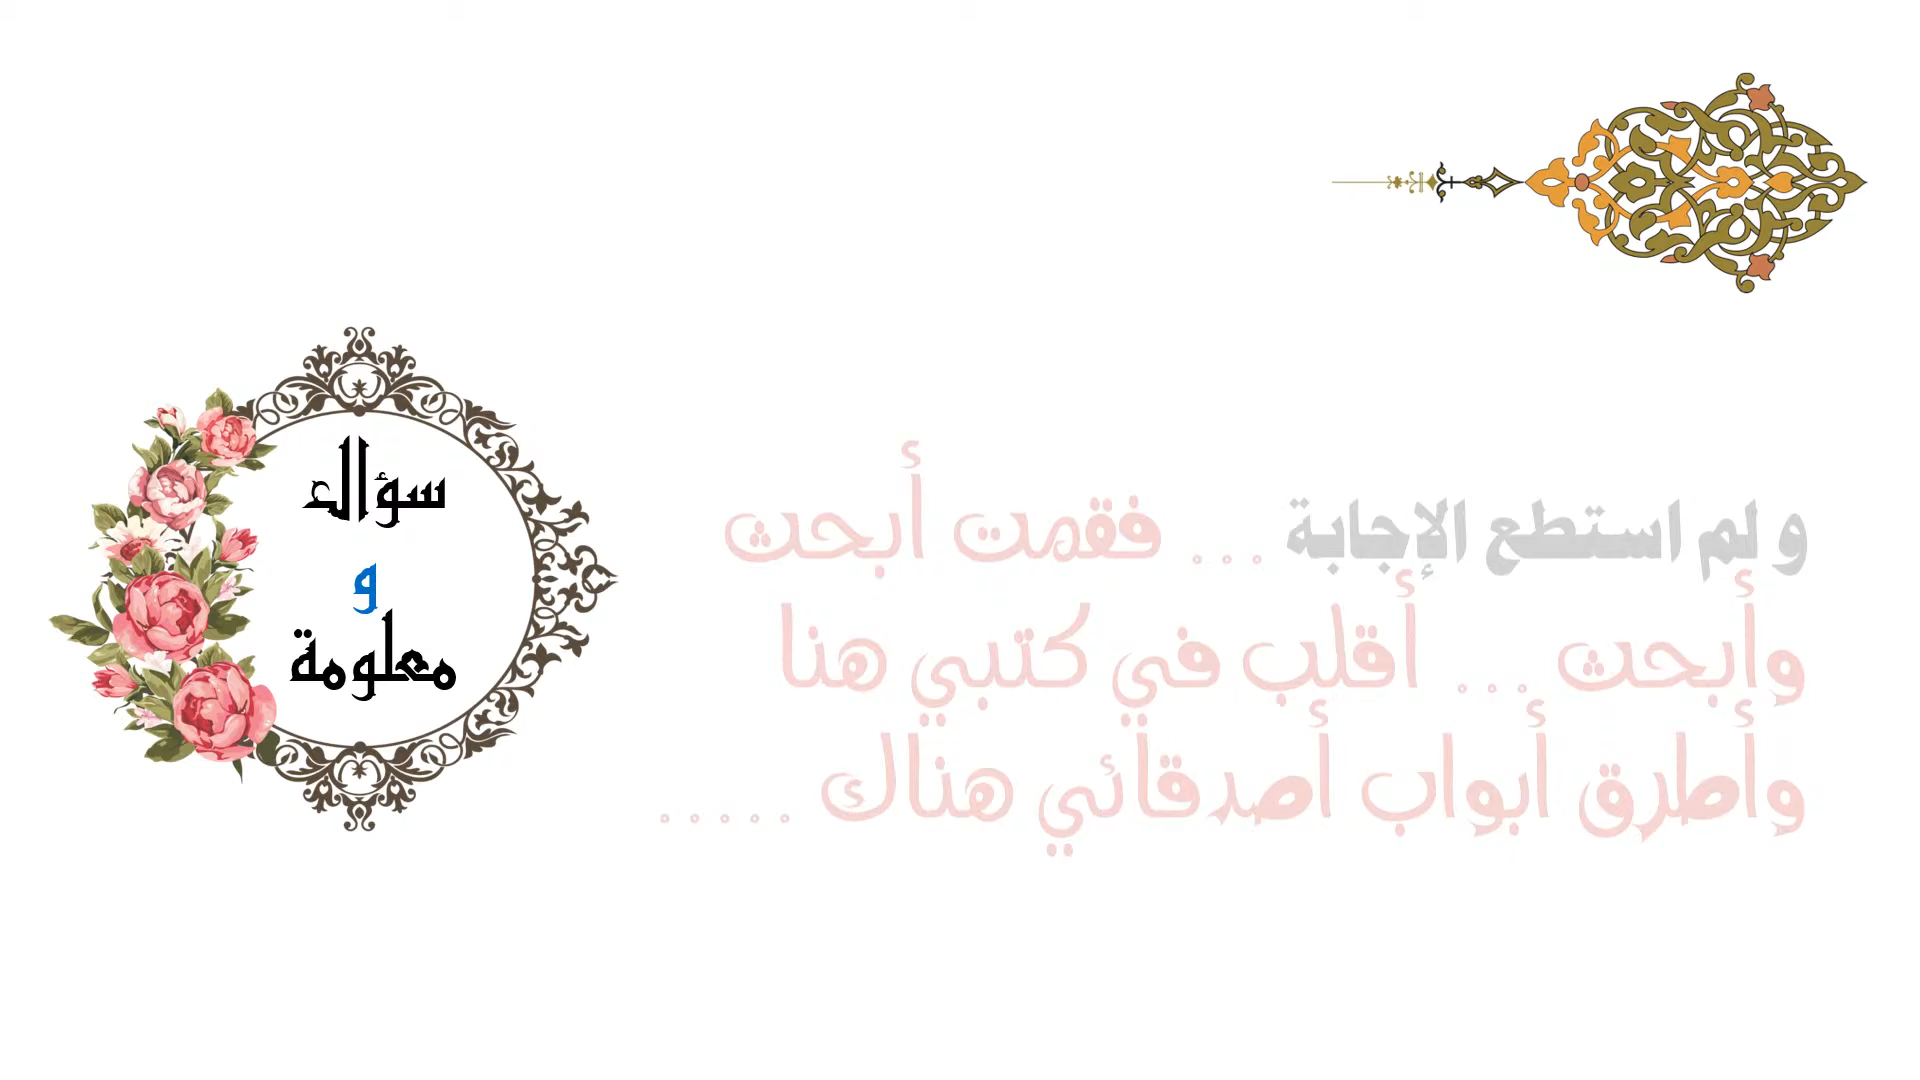 سؤال
و
معلومة
و لم استطع الإجابة ... فقمت أبحث
وأبحث ... أقلب في كتبي هنا
وأطرق أبواب أصدقائي هناك .....